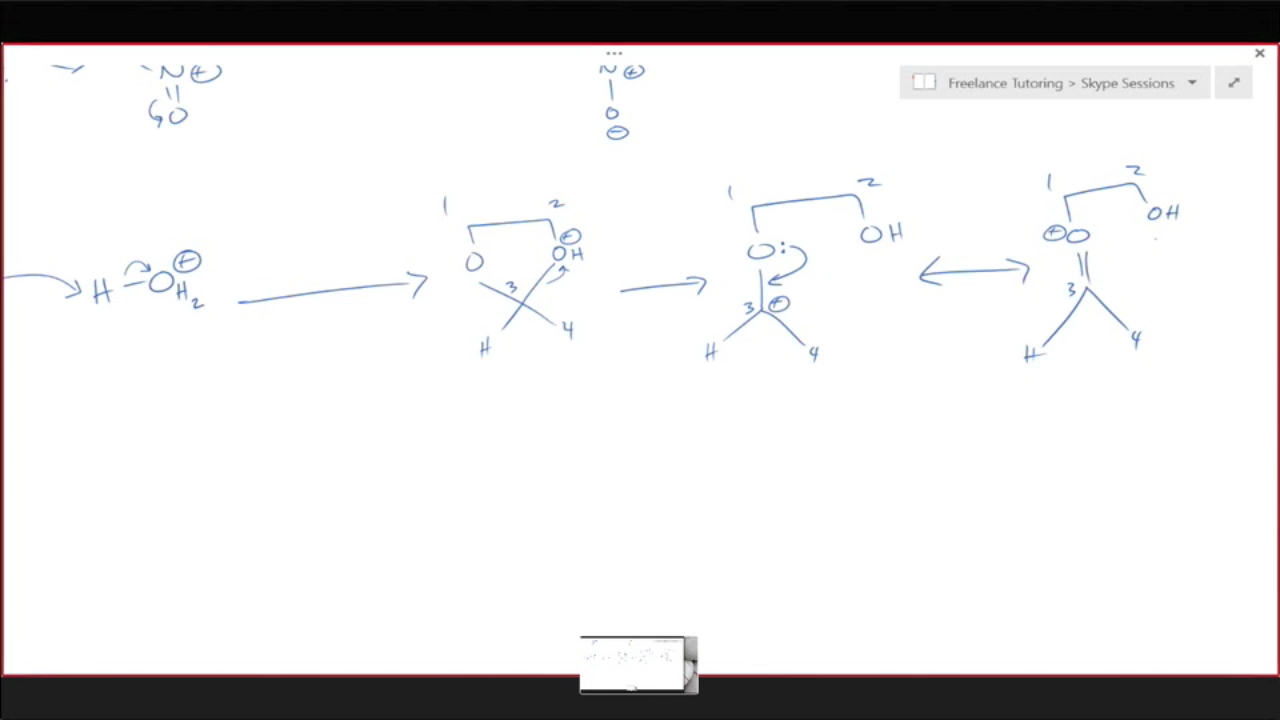 N⊕
N⊕
Freelance Tutoring > Skype Sessions
O
O
⊖
1 2
1 2
1 2
OH
⊕
OH
⊕O
H–O⊕H2
O
⊕
OH
O:
3
3⊕
3
H 4
H 4
H 4